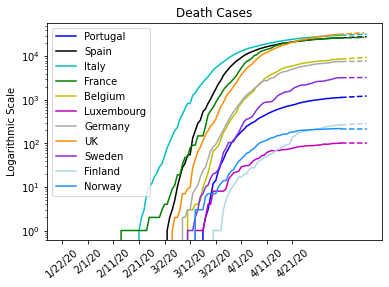 Death Cases
Logarithmic Scale
10^4
10^3
10^2
10^1
10^0
Portugal
Spain
Italy
France
Belgium
Luxembourg
Germany
UK
Sweden
Finland
Norway
1/22/20
2/1/20
2/11/20
2/21/20
3/2/20
3/12/20
3/22/20
4/1/20
4/11/20
4/21/20